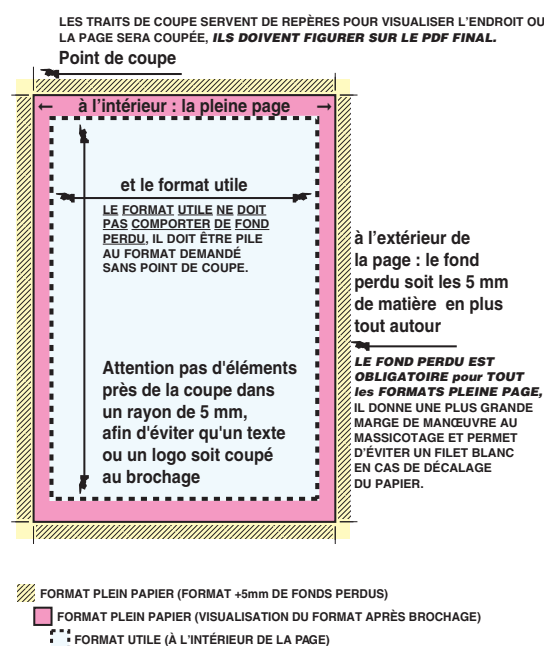 LES TRAITS DE COUPE SERVENT DE REPÈRES POUR VISUALISER L'ENDROIT OU
LA PAGE SERA COUPÉE, ILS DOIVENT FIGURER SUR LE PDF FINAL.
Point de coupe
à l'intérieur : la pleine page
et le format utile
LE FORMAT UTILE NE DOIT
PAS COMPORTER DE FOND
PERDU, IL DOIT ÊTRE PILE
AU FORMAT DEMANDÉ
SANS POINT DE COUPE.
Attention pas d'éléments
près de la coupe dans
un rayon de 5 mm,
afin d'éviter qu'un texte
ou un logo soit coupé
au brochage
à l'extérieur de
la page : le fond
perdu soit les 5 mm
de matière en plus
tout autour
LE FOND PERDU EST
OBLIGATOIRE pour TOUT
les FORMATS PLEINE PAGE,
IL DONNE UNE PLUS GRANDE
MARGE DE MANŒUVRE AU
MASSICOTAGE ET PERMET
D'ÉVITER UN FILET BLANC
EN CAS DE DÉCALAGE
DU PAPIER.
FORMAT PLEIN PAPIER (FORMAT +5mm DE FONDS PERDUS)
FORMAT PLEIN PAPIER (VISUALISATION DU FORMAT APRÈS BROCHAGE)
FORMAT UTILE (À L'INTÉRIEUR DE LA PAGE)